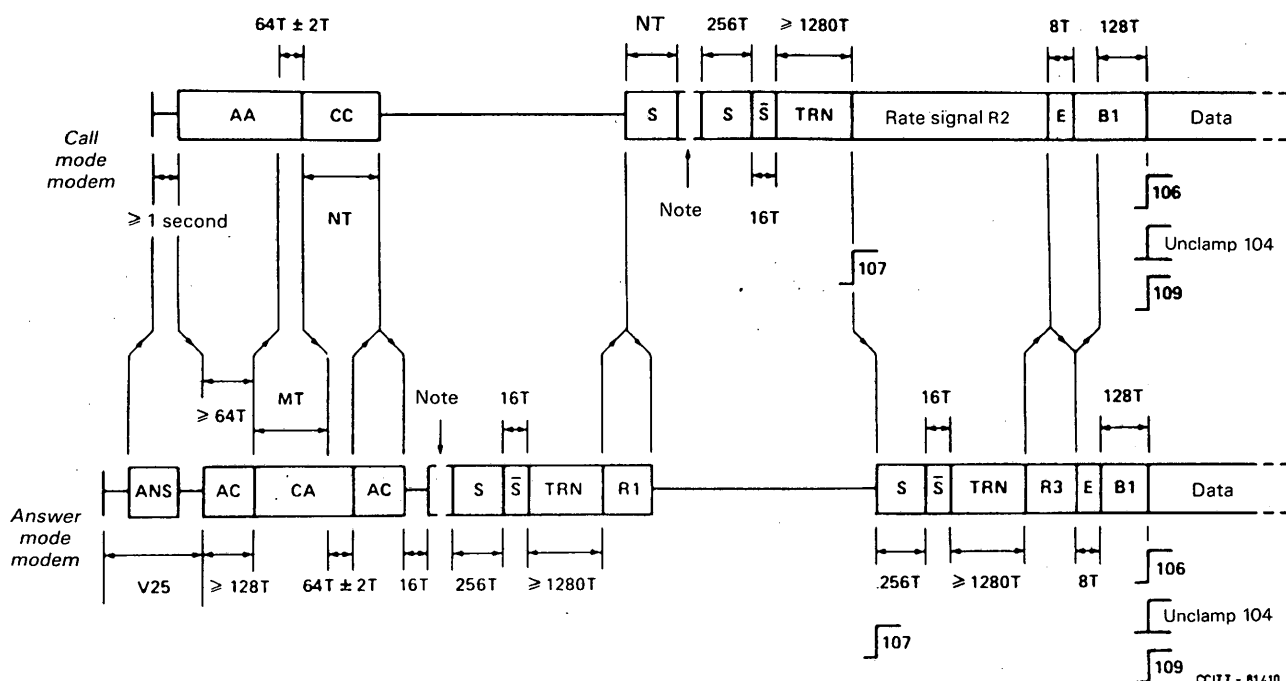 64T ± 2T
NT
256T
⩾ 1280T
8T
128T
AA
CC
S
S
S̄
TRN
Rate signal R2
E
B1
Data
Call
mode
modem
⩾ 1 second
NT
Note
16T
106
Unclamp 104
107
109
⩾ 64T
MT
Note
16T
16T
128T
ANS
AC
CA
AC
S
S̄
TRN
R1
S
S̄
TRN
R3
E
B1
Data
Answer
mode
modem
V25
⩾ 128T
64T ± 2T
16T
256T
⩾ 1280T
256T
⩾ 1280T
8T
106
Unclamp 104
107
109
CCITT - 81410